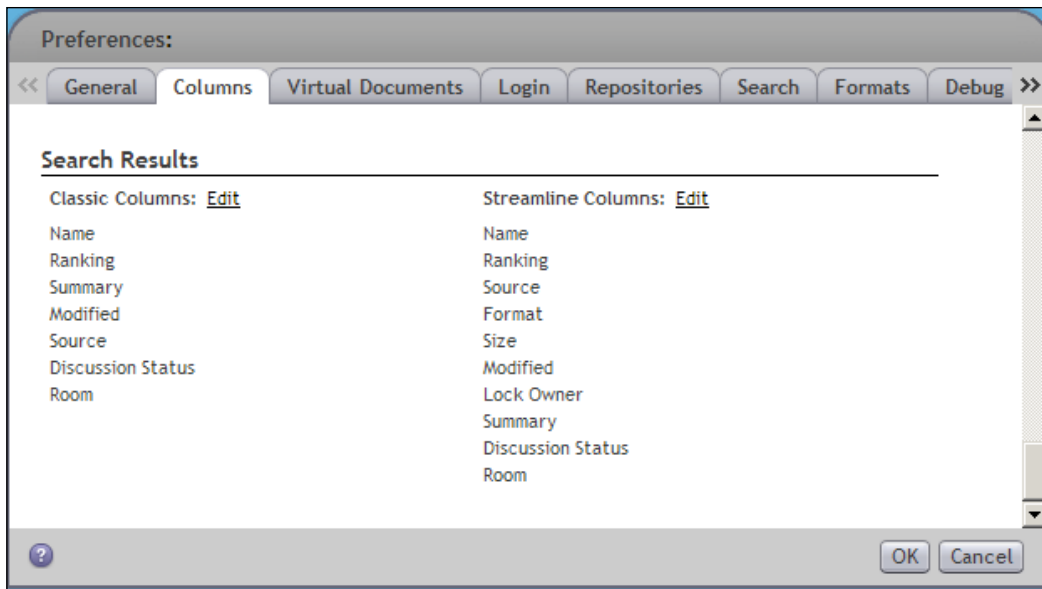 Preferences:
« General Columns Virtual Documents Login Repositories Search Formats Debug »
Search Results
Classic Columns: Edit
Name
Ranking
Summary
Modified
Source
Discussion Status
Room
Streamline Columns: Edit
Name
Ranking
Source
Format
Size
Modified
Lock Owner
Summary
Discussion Status
Room
?
OK Cancel